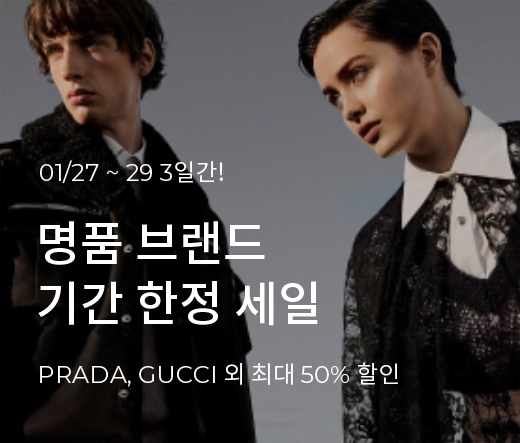 01/27 ~ 29 3일간!
명품 브랜드
기간 한정 세일
PRADA, GUCCI 외 최대 50% 할인